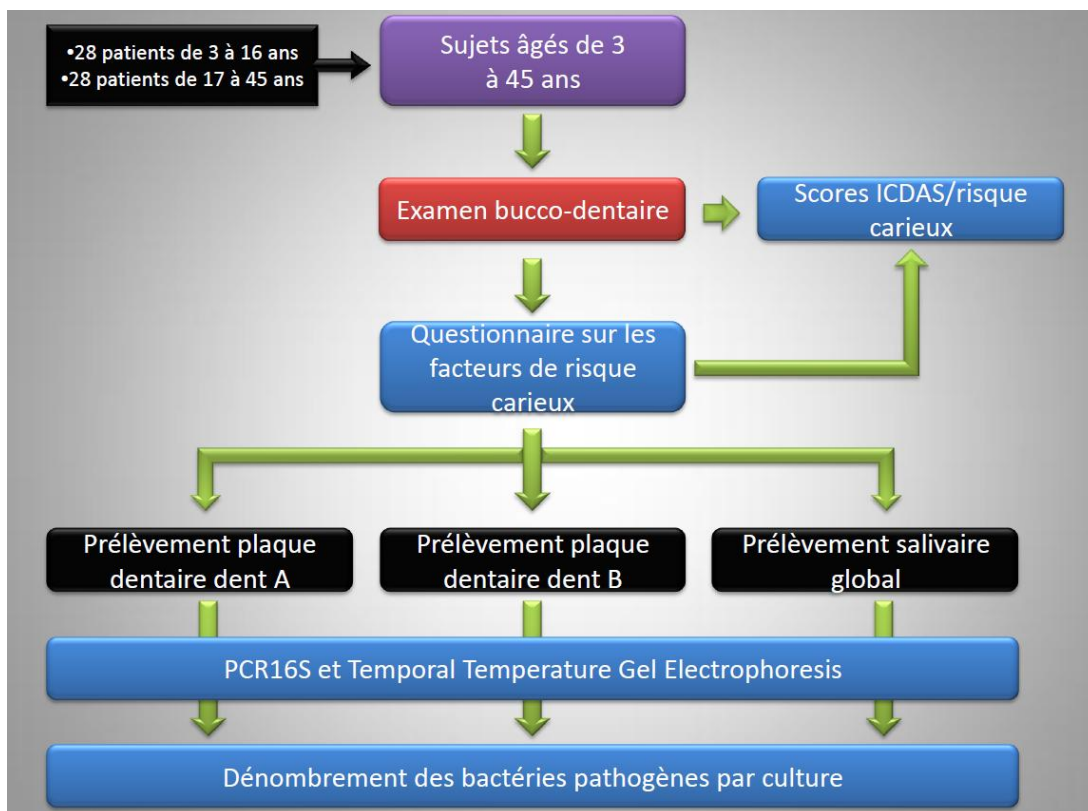 •28 patients de 3 à 16 ans
•28 patients de 17 à 45 ans
Sujets âgés de 3
à 45 ans
Examen bucco-dentaire
Scores ICDAS/risque
carieux
Questionnaire sur les
facteurs de risque
carieux
Prélèvement plaque
dentaire dent A
Prélèvement plaque
dentaire dent B
Prélèvement salivaire
global
PCR16S et Temporal Temperature Gel Electrophoresis
Dénombrement des bactéries pathogènes par culture